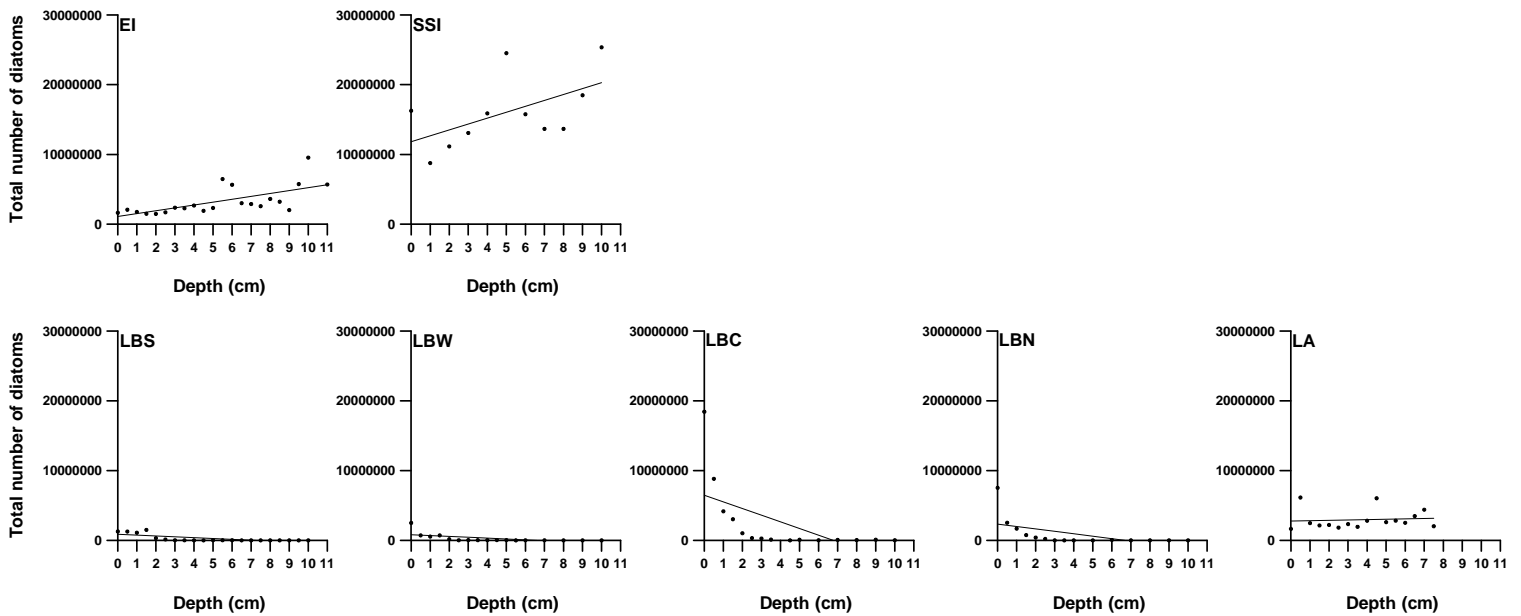 Total number of diatoms
30000000
20000000
10000000
0
EI
0 1 2 3 4 5 6 7 8 9 10 11
Depth (cm)
30000000
20000000
10000000
0
SSI
0 1 2 3 4 5 6 7 8 9 10 11
Depth (cm)
Total number of diatoms
30000000
20000000
10000000
0
LBS
0 1 2 3 4 5 6 7 8 9 10 11
Depth (cm)
30000000
20000000
10000000
0
LBW
0 1 2 3 4 5 6 7 8 9 10 11
Depth (cm)
30000000
20000000
10000000
0
LBC
0 1 2 3 4 5 6 7 8 9 10 11
Depth (cm)
30000000
20000000
10000000
0
LBN
0 1 2 3 4 5 6 7 8 9 10 11
Depth (cm)
30000000
20000000
10000000
0
LA
0 1 2 3 4 5 6 7 8 9 10 11
Depth (cm)